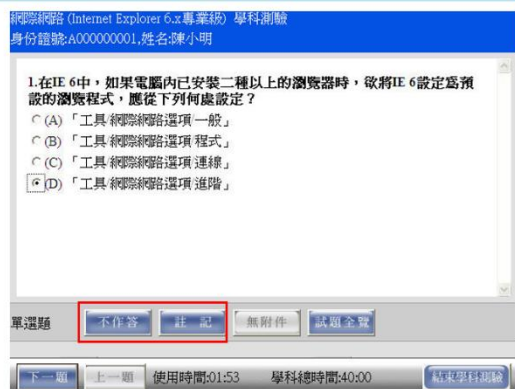 網際網路 (Internet Explorer 6.x專業級) 學科測驗
身份證號:A000000001,姓名:陳小明
1.在IE 6中，如果電腦內已安裝二種以上的瀏覽器時，欲將IE 6設定為預
設的瀏覽程式，應從下列何處設定？
(A) 「工具/網際網路選項/一般」
(B) 「工具/網際網路選項/程式」
(C) 「工具/網際網路選項/連線」
(D) 「工具/網際網路選項/進階」
單選題 不作答 註 記 無附件 試題全覽
下一題 上一題 使用時間:01:53 學科總時間:40:00 結束學科測驗